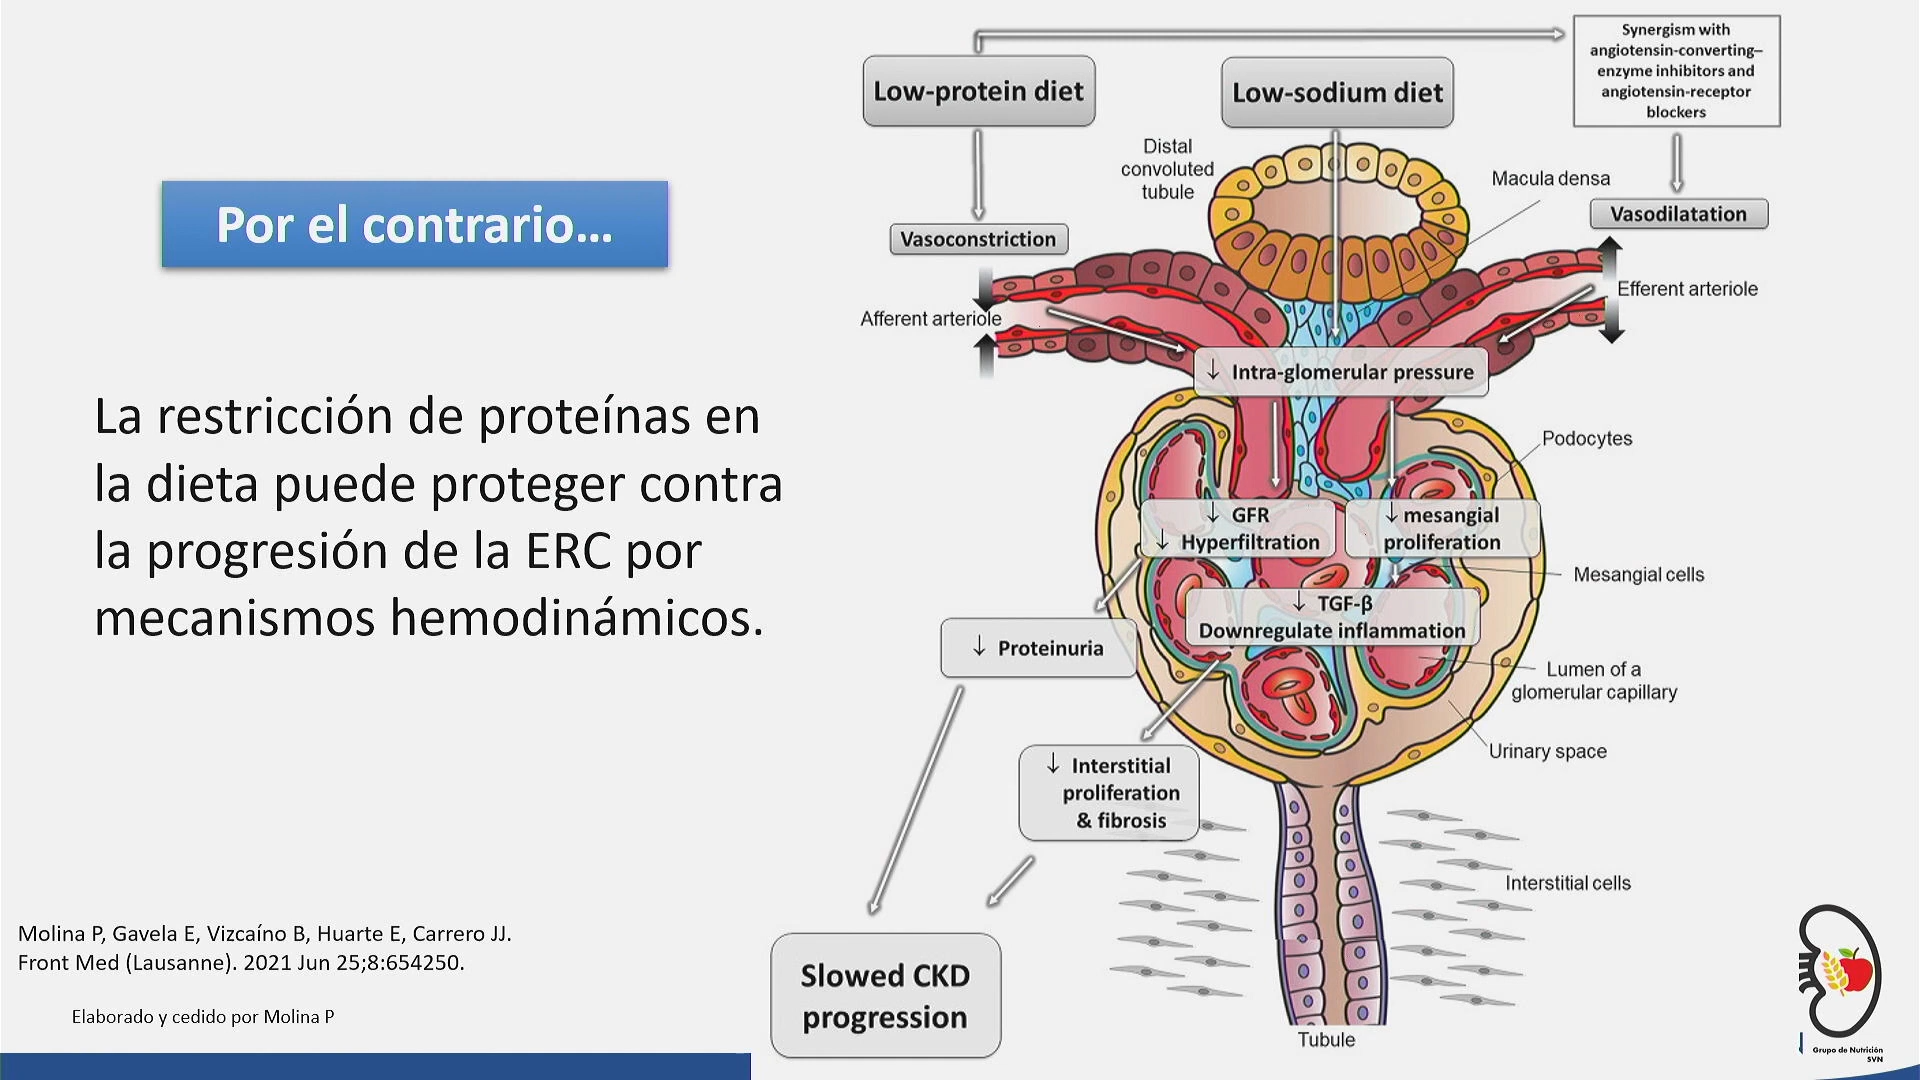 Por el contrario...
La restricción de proteínas en
la dieta puede proteger contra
la progresión de la ERC por
mecanismos hemodinámicos.
Molina P, Gavela E, Vizcaíno B, Huarte E, Carrero JJ.
Front Med (Lausanne). 2021 Jun 25;8:654250.
Elaborado y cedido por Molina P
Low-protein diet
Low-sodium diet
Synergism with
angiotensin-converting–
enzyme inhibitors and
angiotensin-receptor
blockers
Distal
convoluted
tubule
Macula densa
Vasoconstriction
Vasodilatation
Afferent arteriole
Efferent arteriole
↓ Intra-glomerular pressure
Podocytes
↓ GFR
↓ Hyperfiltration
↓ mesangial
proliferation
Mesangial cells
↓ TGF-β
Downregulate inflammation
↓ Proteinuria
Lumen of a
glomerular capillary
Urinary space
↓ Interstitial
proliferation
& fibrosis
Interstitial cells
Slowed CKD
progression
Tubule
Grupo de Nutrición
SVN